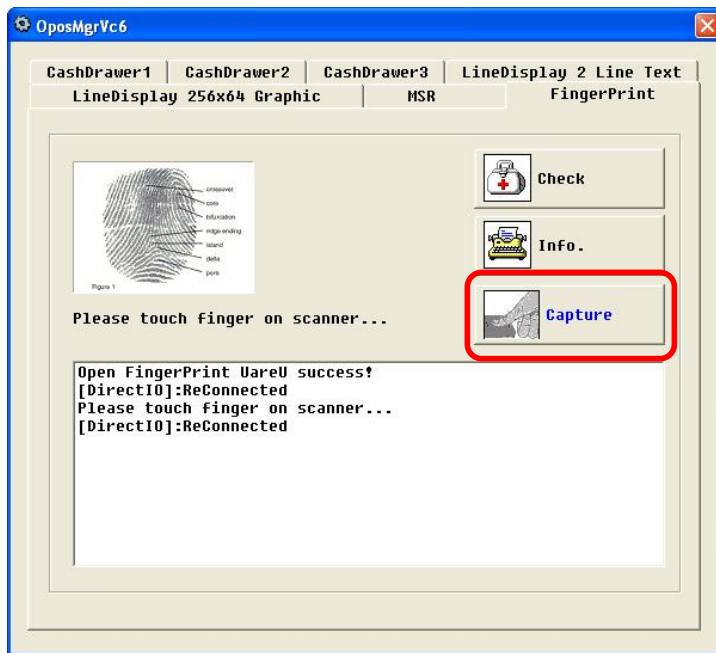 OposMgrVc6
CashDrawer1 CashDrawer2 CashDrawer3 LineDisplay 2 Line Text
LineDisplay 256x64 Graphic MSR FingerPrint
crossover
core
bifurcation
ridge ending
island
delta
pore
Figure 1
Check
Info.
Capture
Please touch finger on scanner...
Open FingerPrint UareU success!
[DirectIO]:ReConnected
Please touch finger on scanner...
[DirectIO]:ReConnected